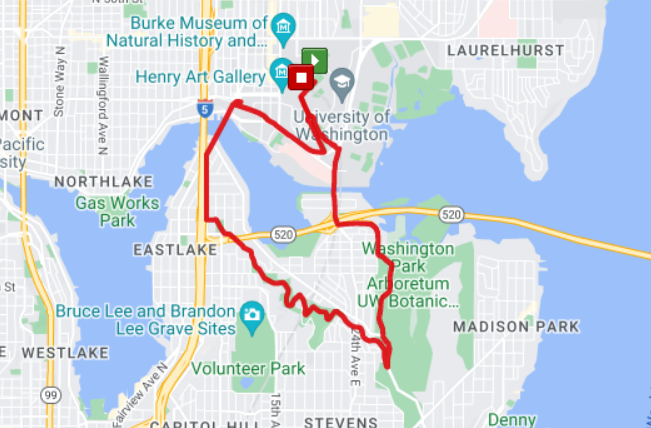 N 50th St
Burke Museum of
Natural History and...
LAURELHURST
Stone Way N
Wallingford Ave N
Henry Art Gallery
5
University of
Washington
MONT
Pacific
sity
NORTHLAKE
Gas Works
Park
520
520
EASTLAKE
Washington
Park
Arboretum
UW Botanic...
St
Bruce Lee and Brandon
Lee Grave Sites
MADISON PARK
24th Ave E
E WESTLAKE
Volunteer Park
99
Fairview Ave N
15th A
CAPITOL HILL
STEVENS
Denny